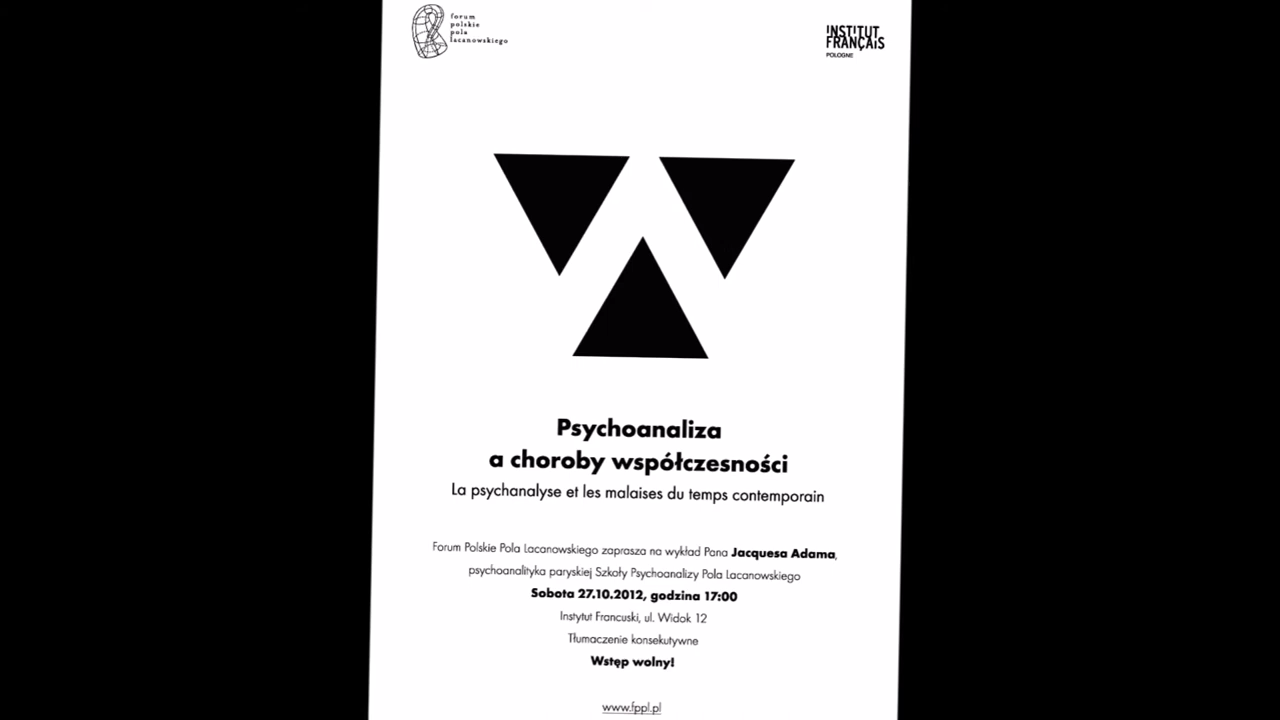 forum
polskie
pola
lacanowskiego
INSTITUT
FRANÇAIS
POLOGNE
Psychoanaliza
a choroby współczesności
La psychanalyse et les malaises du temps contemporain
Forum Polskie Pola Lacanowskiego zaprasza na wykład Pana Jacquesa Adama,
psychoanalityka paryskiej Szkoły Psychoanalizy Pola Lacanowskiego
Sobota 27.10.2012, godzina 17:00
Instytut Francuski, ul. Widok 12
Tłumaczenie konsekutywne
Wstęp wolny!
www.fppl.pl